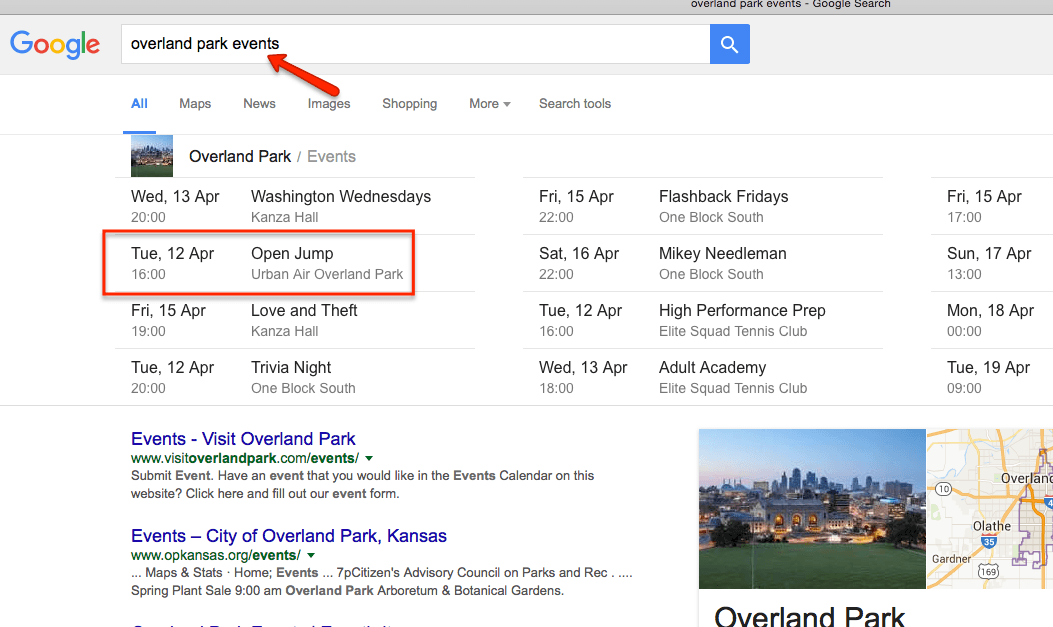 overland park events - Google Search
Google
overland park events
All Maps News Images Shopping More Search tools
Overland Park / Events
Wed, 13 Apr Washington Wednesdays
20:00 Kanza Hall
Tue, 12 Apr Open Jump
16:00 Urban Air Overland Park
Fri, 15 Apr Love and Theft
19:00 Kanza Hall
Tue, 12 Apr Trivia Night
20:00 One Block South
Fri, 15 Apr Flashback Fridays
22:00 One Block South
Sat, 16 Apr Mikey Needleman
22:00 One Block South
Tue, 12 Apr High Performance Prep
16:00 Elite Squad Tennis Club
Wed, 13 Apr Adult Academy
18:00 Elite Squad Tennis Club
Fri, 15 Apr
17:00
Sun, 17 Apr
13:00
Mon, 18 Apr
00:00
Tue, 19 Apr
09:00
Events - Visit Overland Park
www.visitoverlandpark.com/events/
Submit Event. Have an event that you would like in the Events Calendar on this
website? Click here and fill out our event form.
Events – City of Overland Park, Kansas
www.opkansas.org/events/
... Maps & Stats · Home; Events ... 7pCitizen's Advisory Council on Parks and Rec . ....
Spring Plant Sale 9:00 am Overland Park Arboretum & Botanical Gardens.
Overlan
10
Olathe
35
Gardner
169
Overland Park